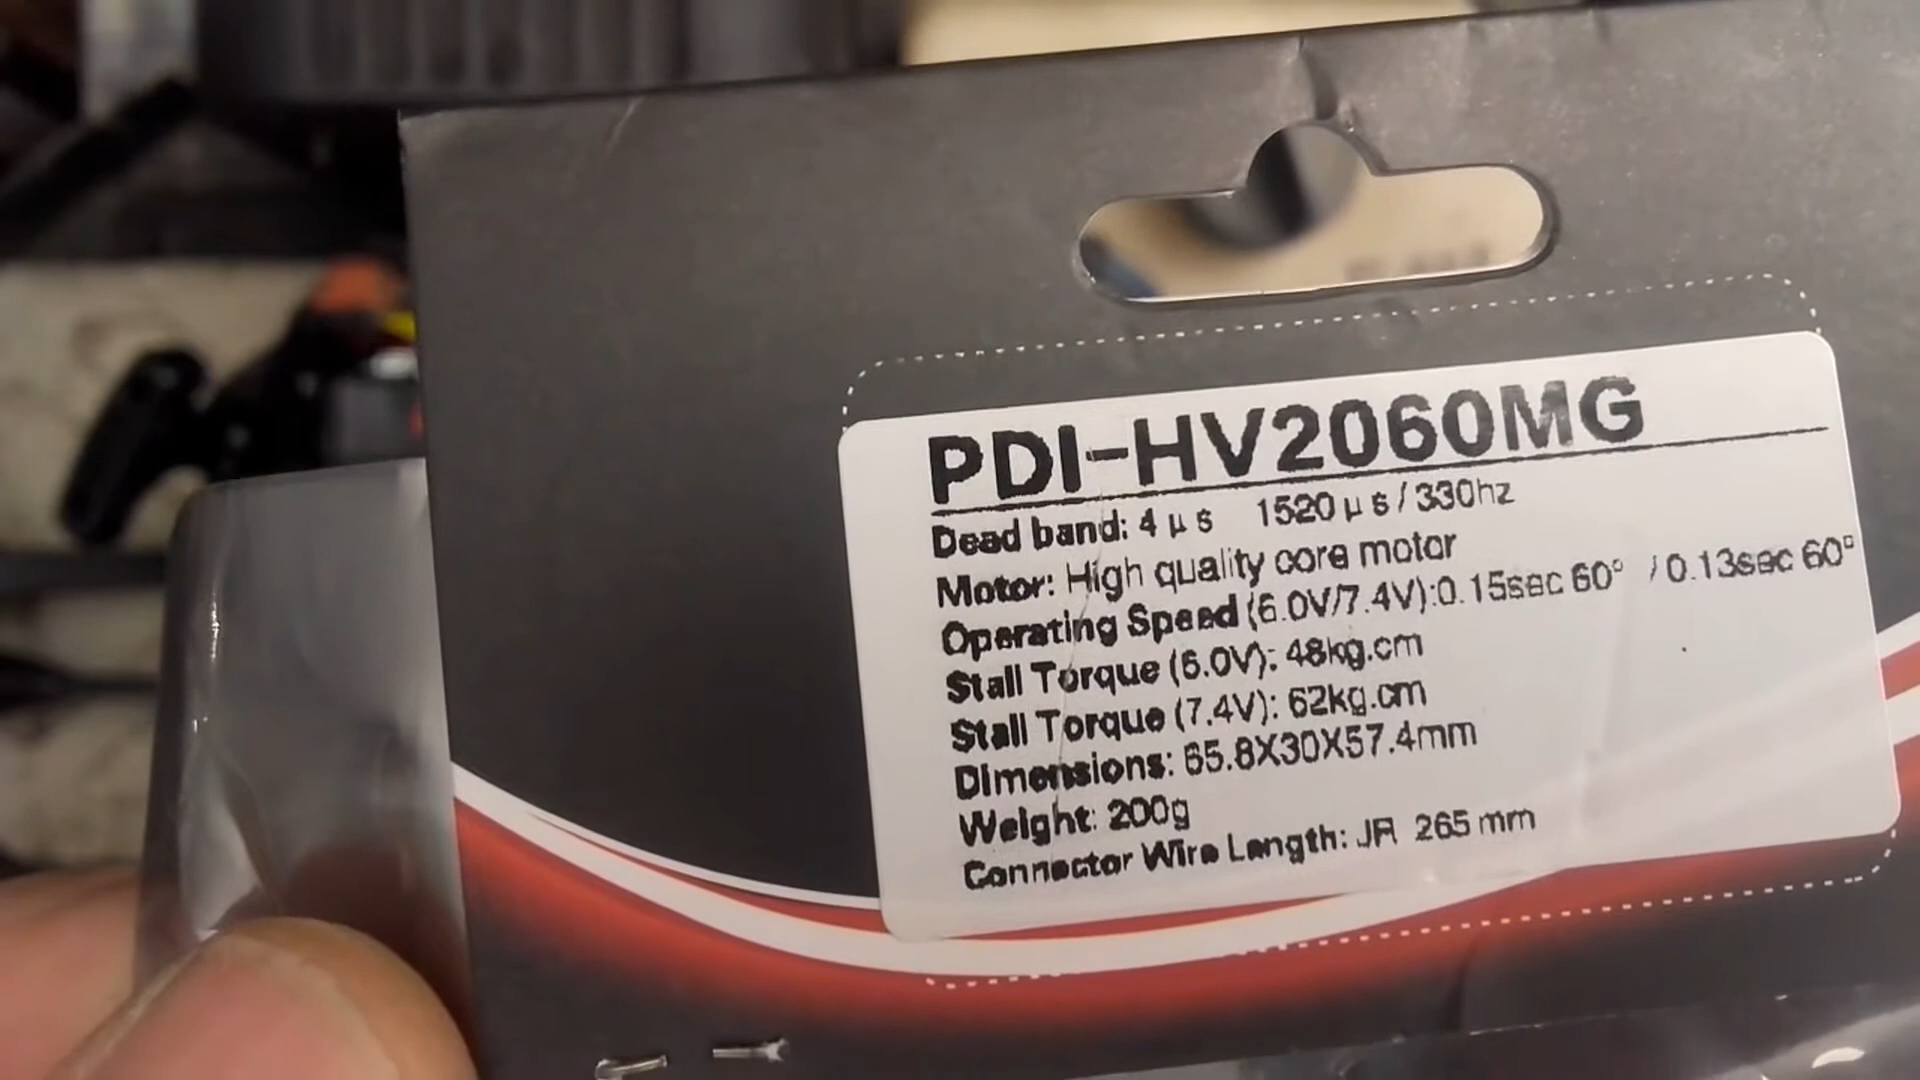 PDI-HV2060MG
Dead band: 4μs 1520μs/330hz
Motor: High quality core motor
Operating Speed (6.0V/7.4V):0.15sec 60° /0.13sec 60°
Stall Torque (6.0V): 48kg.cm
Stall Torque (7.4V): 62kg.cm
Dimensions: 65.8X30X57.4mm
Weight: 200g
Connector Wire Length: JR 265 mm